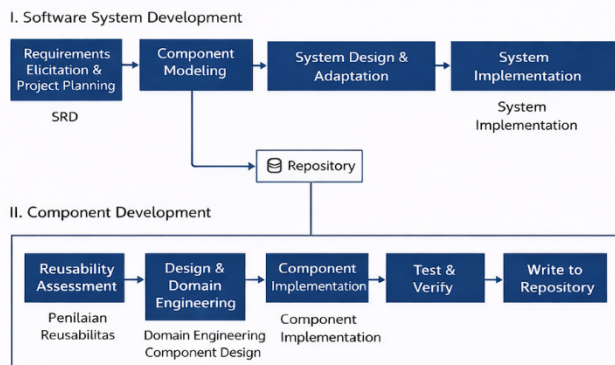 I. Software System Development
Requirements
Elicitation &
Project Planning
SRD
Component
Modeling
System Design &
Adaptation
System
Implementation
System
Implementation
Repository
II. Component Development
Reusability
Assessment
Penilaian
Reusabilitas
Design &
Domain
Engineering
Domain Engineering
Component Design
Component
Implementation
Component
Implementation
Test &
Verify
Write to
Repository